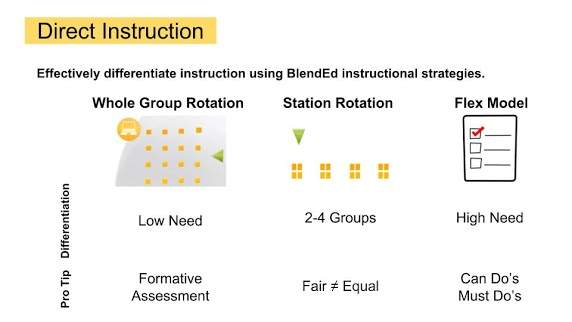 Direct Instruction
Effectively differentiate instruction using BlendEd instructional strategies.
Whole Group Rotation
Station Rotation
Flex Model
Differentiation
Low Need
2-4 Groups
High Need
Pro Tip
Formative
Assessment
Fair ≠ Equal
Can Do's
Must Do's